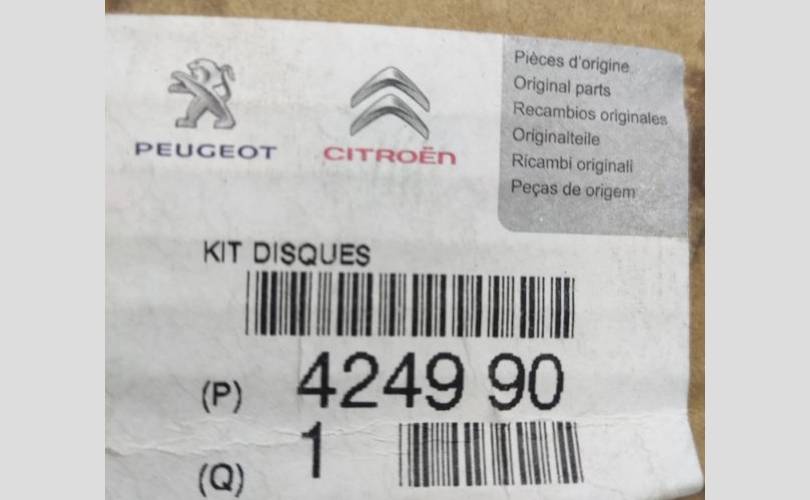 PEUGEOT
CITROËN
Pièces d'origine
Original parts
Recambios originales
Originalteile
Ricambi originali
Peças de origem
KIT DISQUES
(P) 4249 90
(Q) 1